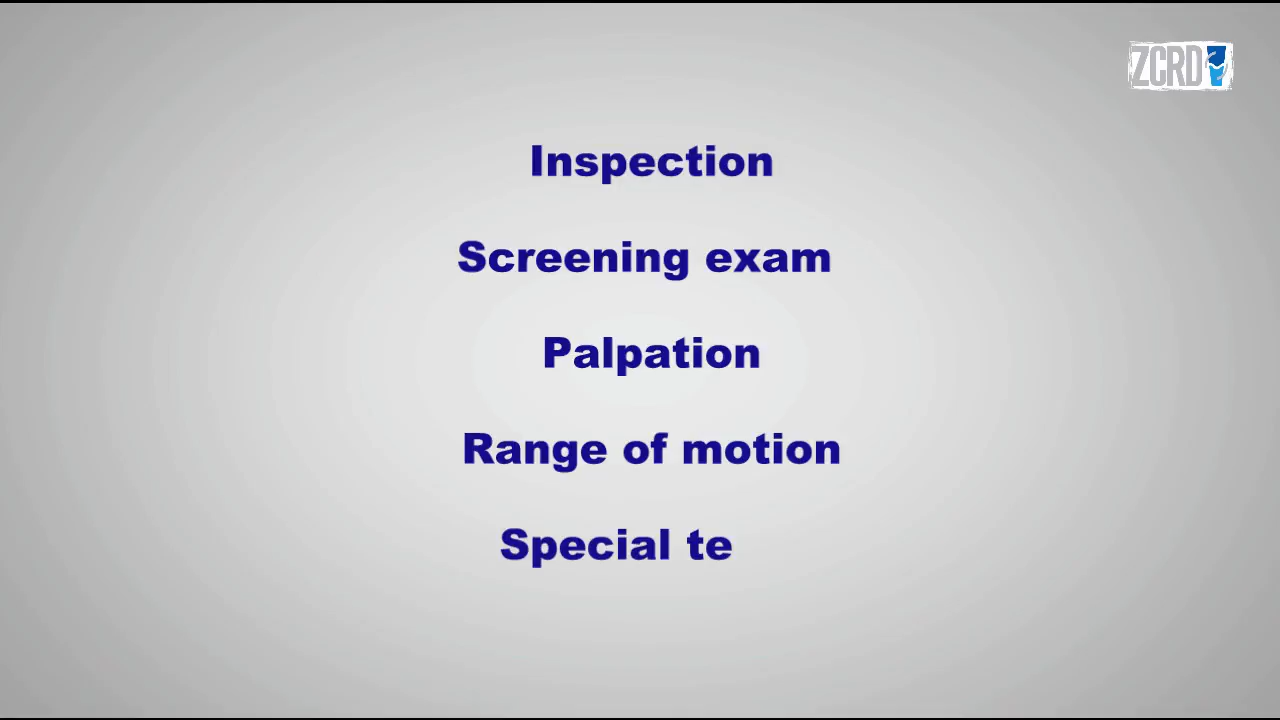 ZCRD
Inspection
Screening exam
Palpation
Range of motion
Special te